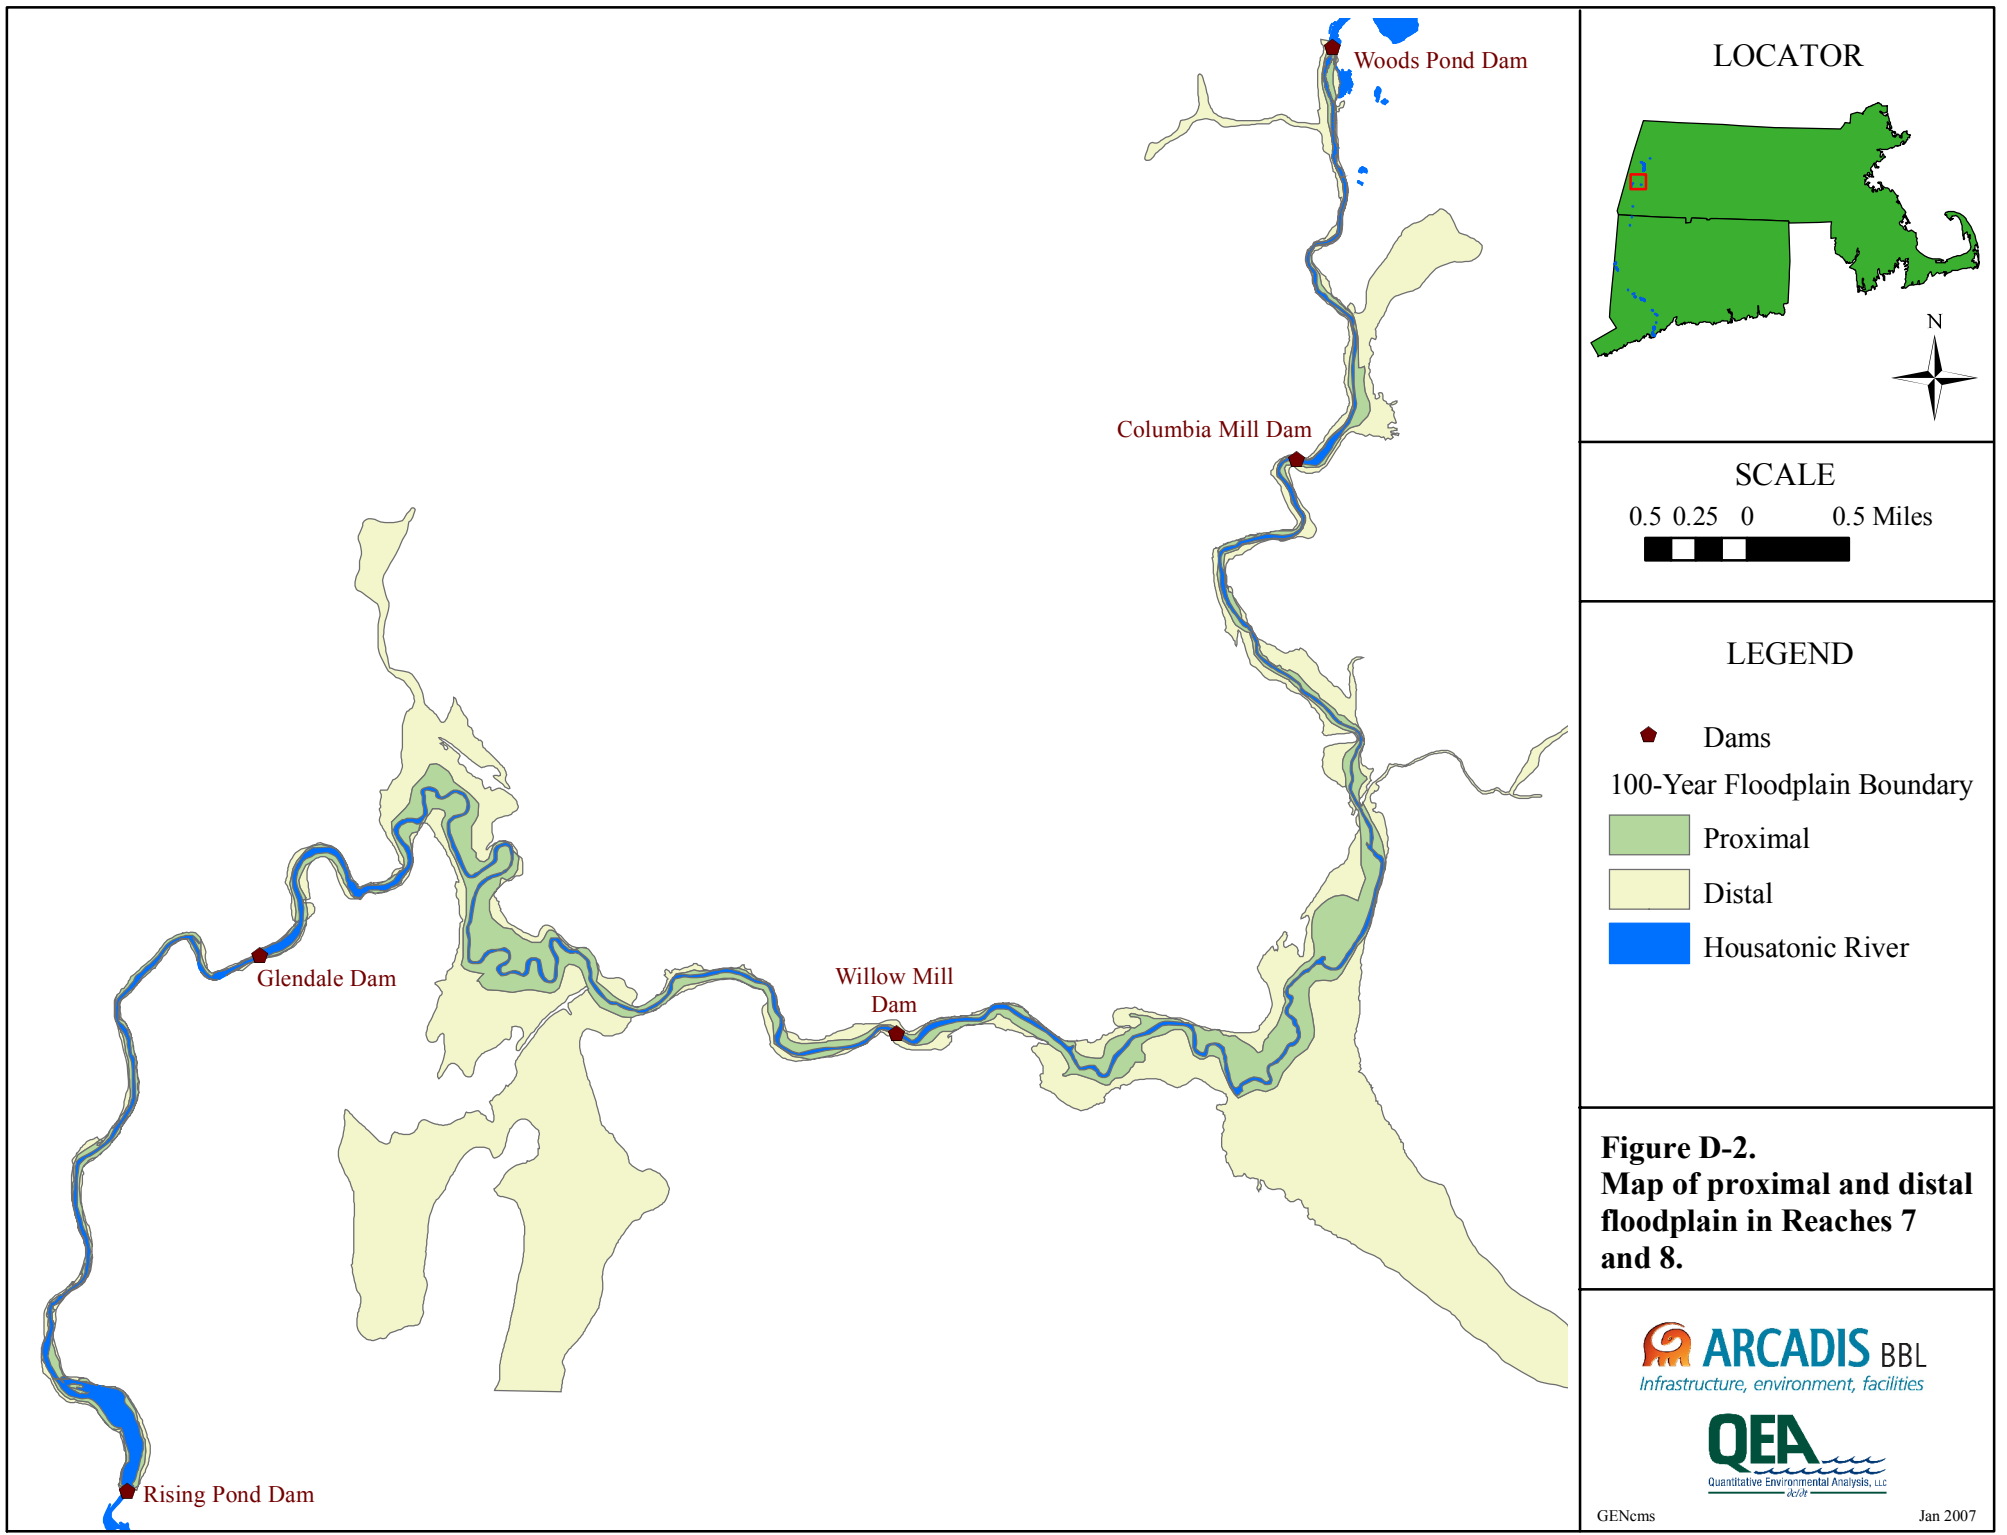 Woods Pond Dam
Columbia Mill Dam
Willow Mill
Dam
Glendale Dam
Rising Pond Dam
LOCATOR
N
SCALE
0.5 0.25 0 0.5 Miles
LEGEND
Dams
100-Year Floodplain Boundary
Proximal
Distal
Housatonic River
Figure D-2.
Map of proximal and distal
floodplain in Reaches 7
and 8.
ARCADIS BBL
Infrastructure, environment, facilities
QEA
Quantitative Environmental Analysis, LLC
∂c/∂t
GENcms Jan 2007